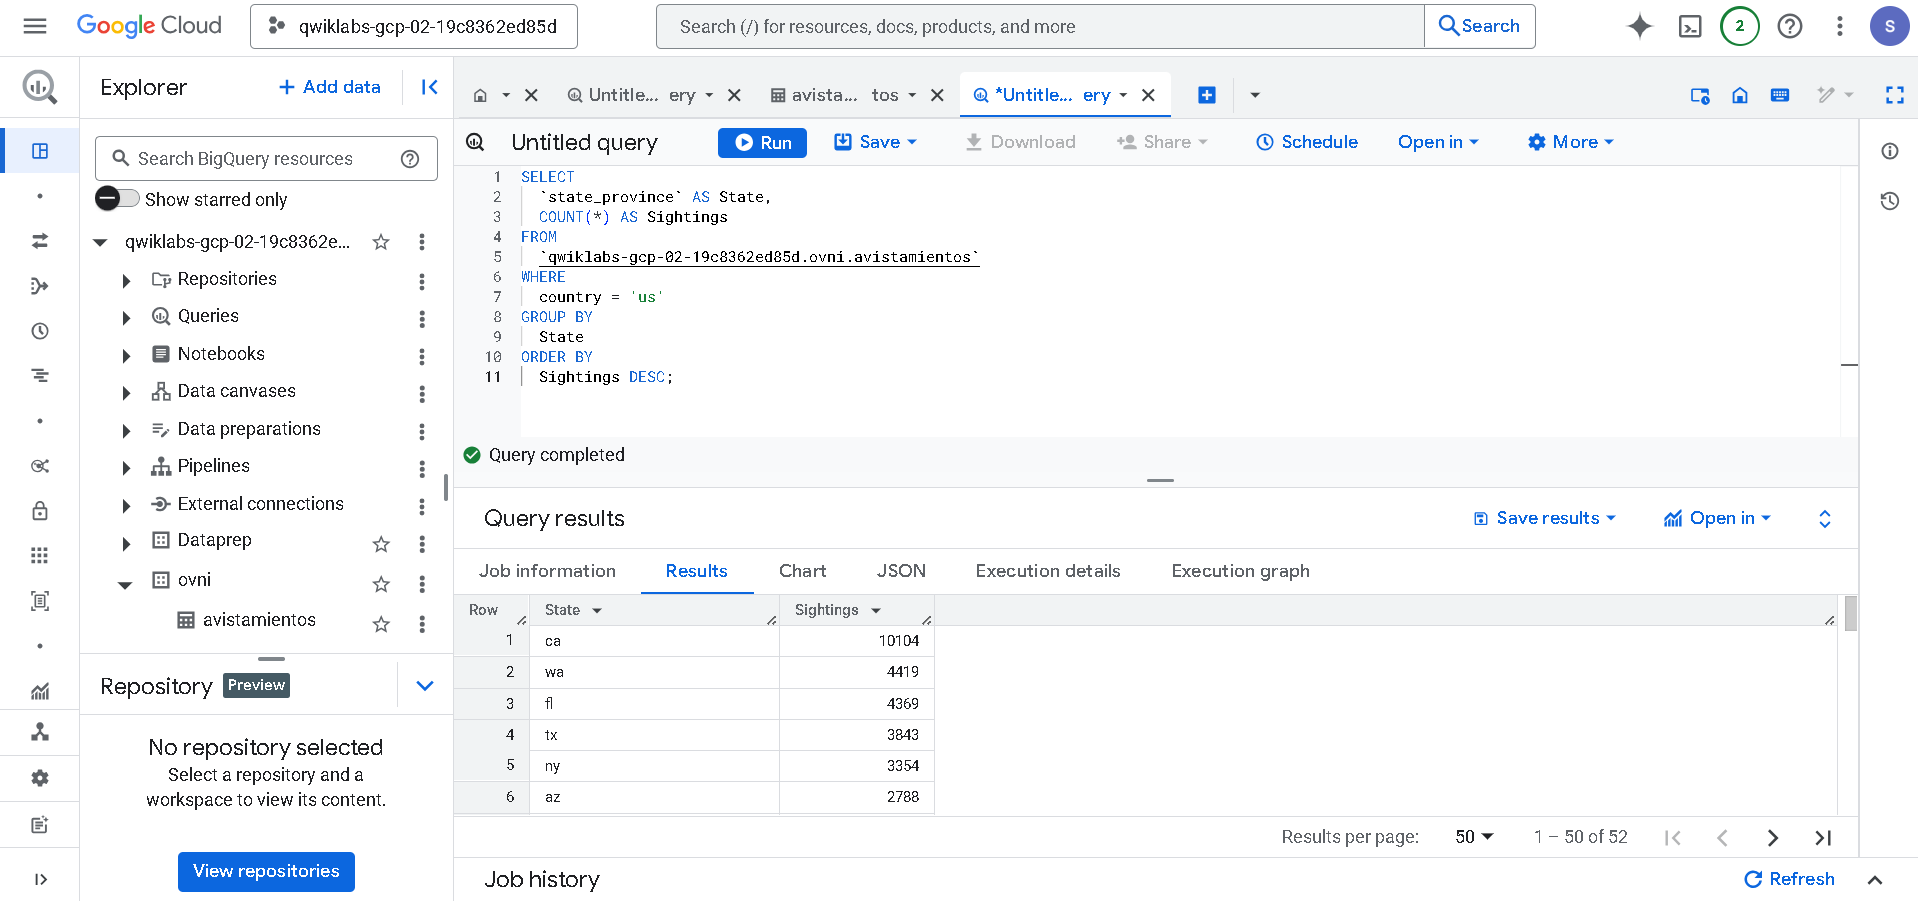 Google Cloud
qwiklabs-gcp-02-19c8362ed85d
Search (/) for resources, docs, products, and more
Search
2
S
Explorer
+ Add data
Untitle... ery
avista... tos
*Untitle... ery
Search BigQuery resources
Show starred only
qwiklabs-gcp-02-19c8362e...
Repositories
Queries
Notebooks
Data canvases
Data preparations
Pipelines
External connections
Dataprep
ovni
avistamientos
Repository Preview
No repository selected
Select a repository and a
workspace to view its content.
View repositories
Untitled query
Run
Save
Download
Share
Schedule
Open in
More
1 SELECT
2 `state_province` AS State,
3 COUNT(*) AS Sightings
4 FROM
5 `qwiklabs-gcp-02-19c8362ed85d.ovni.avistamientos`
6 WHERE
7 country = 'us'
8 GROUP BY
9 State
10 ORDER BY
11 Sightings DESC;
Query completed
Query results
Save results
Open in
Job information
Results
Chart
JSON
Execution details
Execution graph
Row State Sightings
1 ca 10104
2 wa 4419
3 fl 4369
4 tx 3843
5 ny 3354
6 az 2788
Results per page: 50 1 – 50 of 52
Job history
Refresh